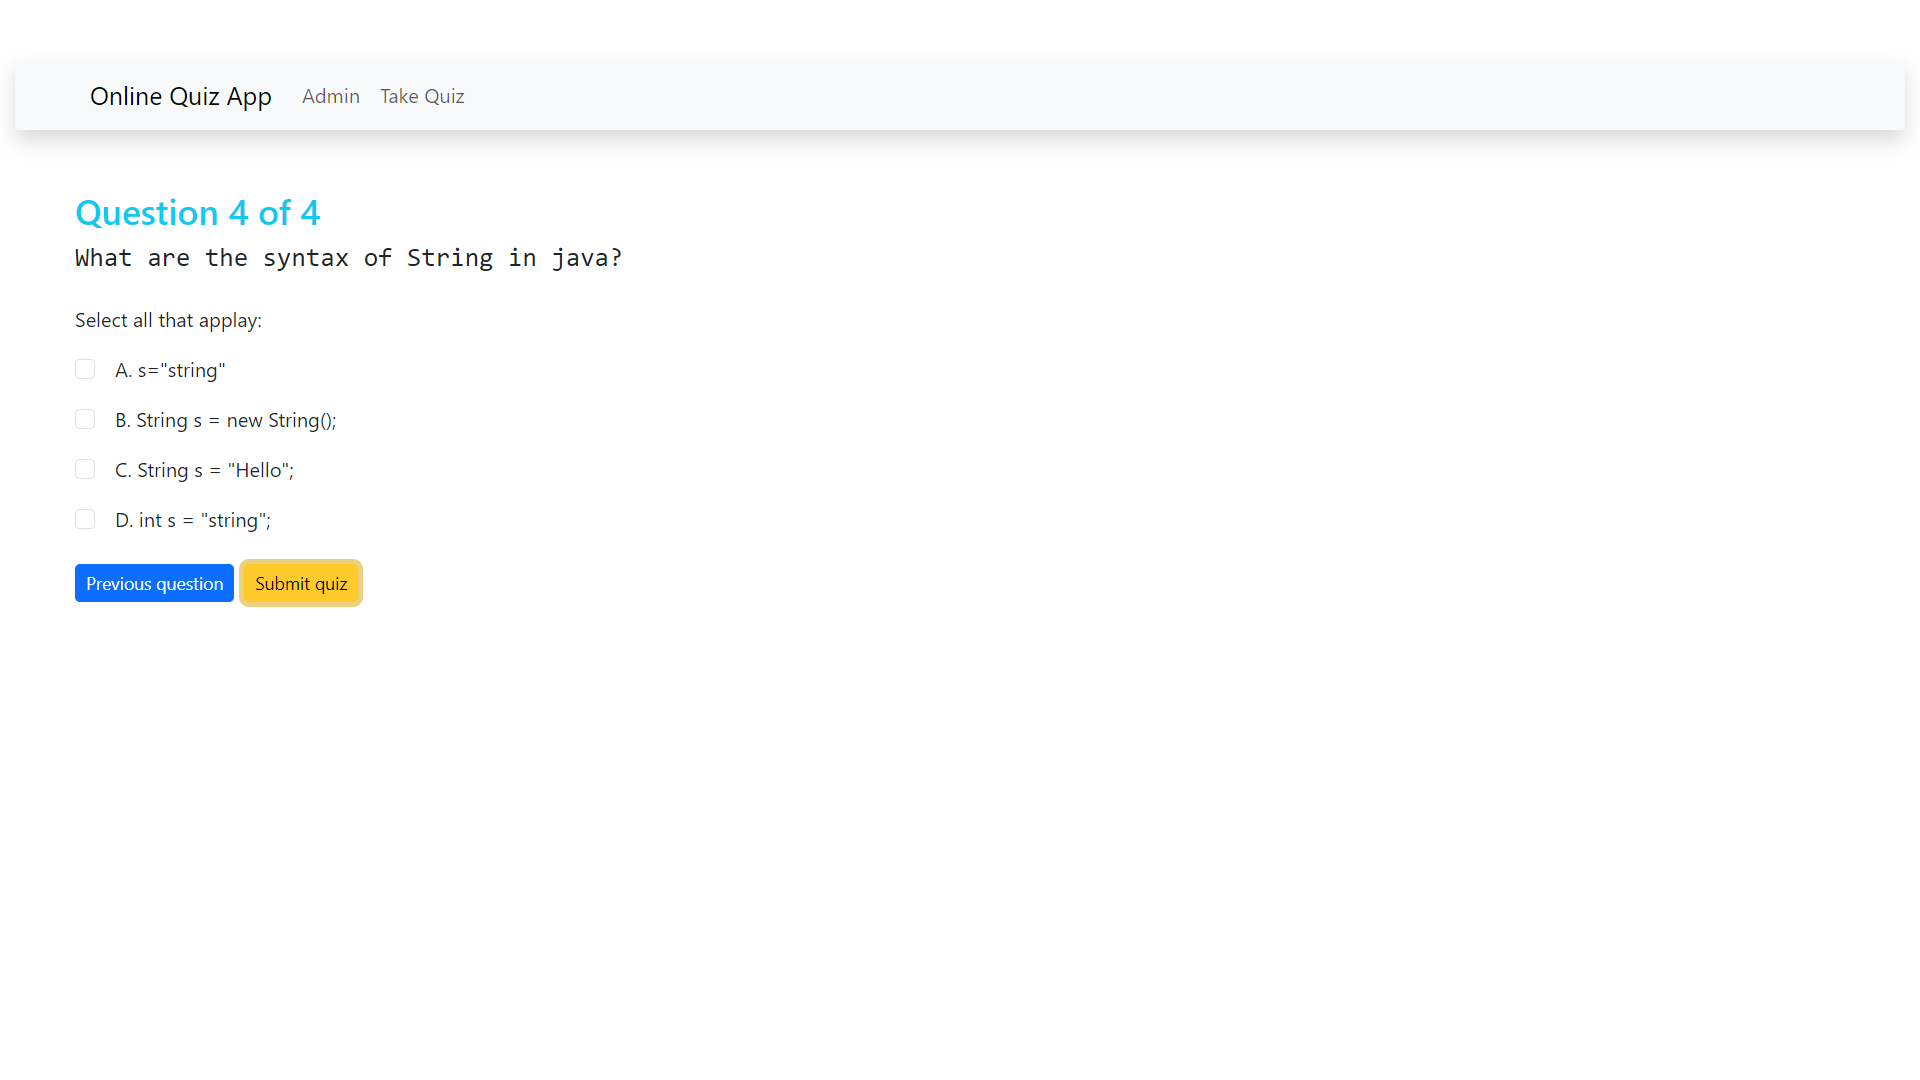 Online Quiz App Admin Take Quiz
Question 4 of 4
What are the syntax of String in java?
Select all that applay:
A. s="string"
B. String s = new String();
C. String s = "Hello";
D. int s = "string";
Previous question Submit quiz